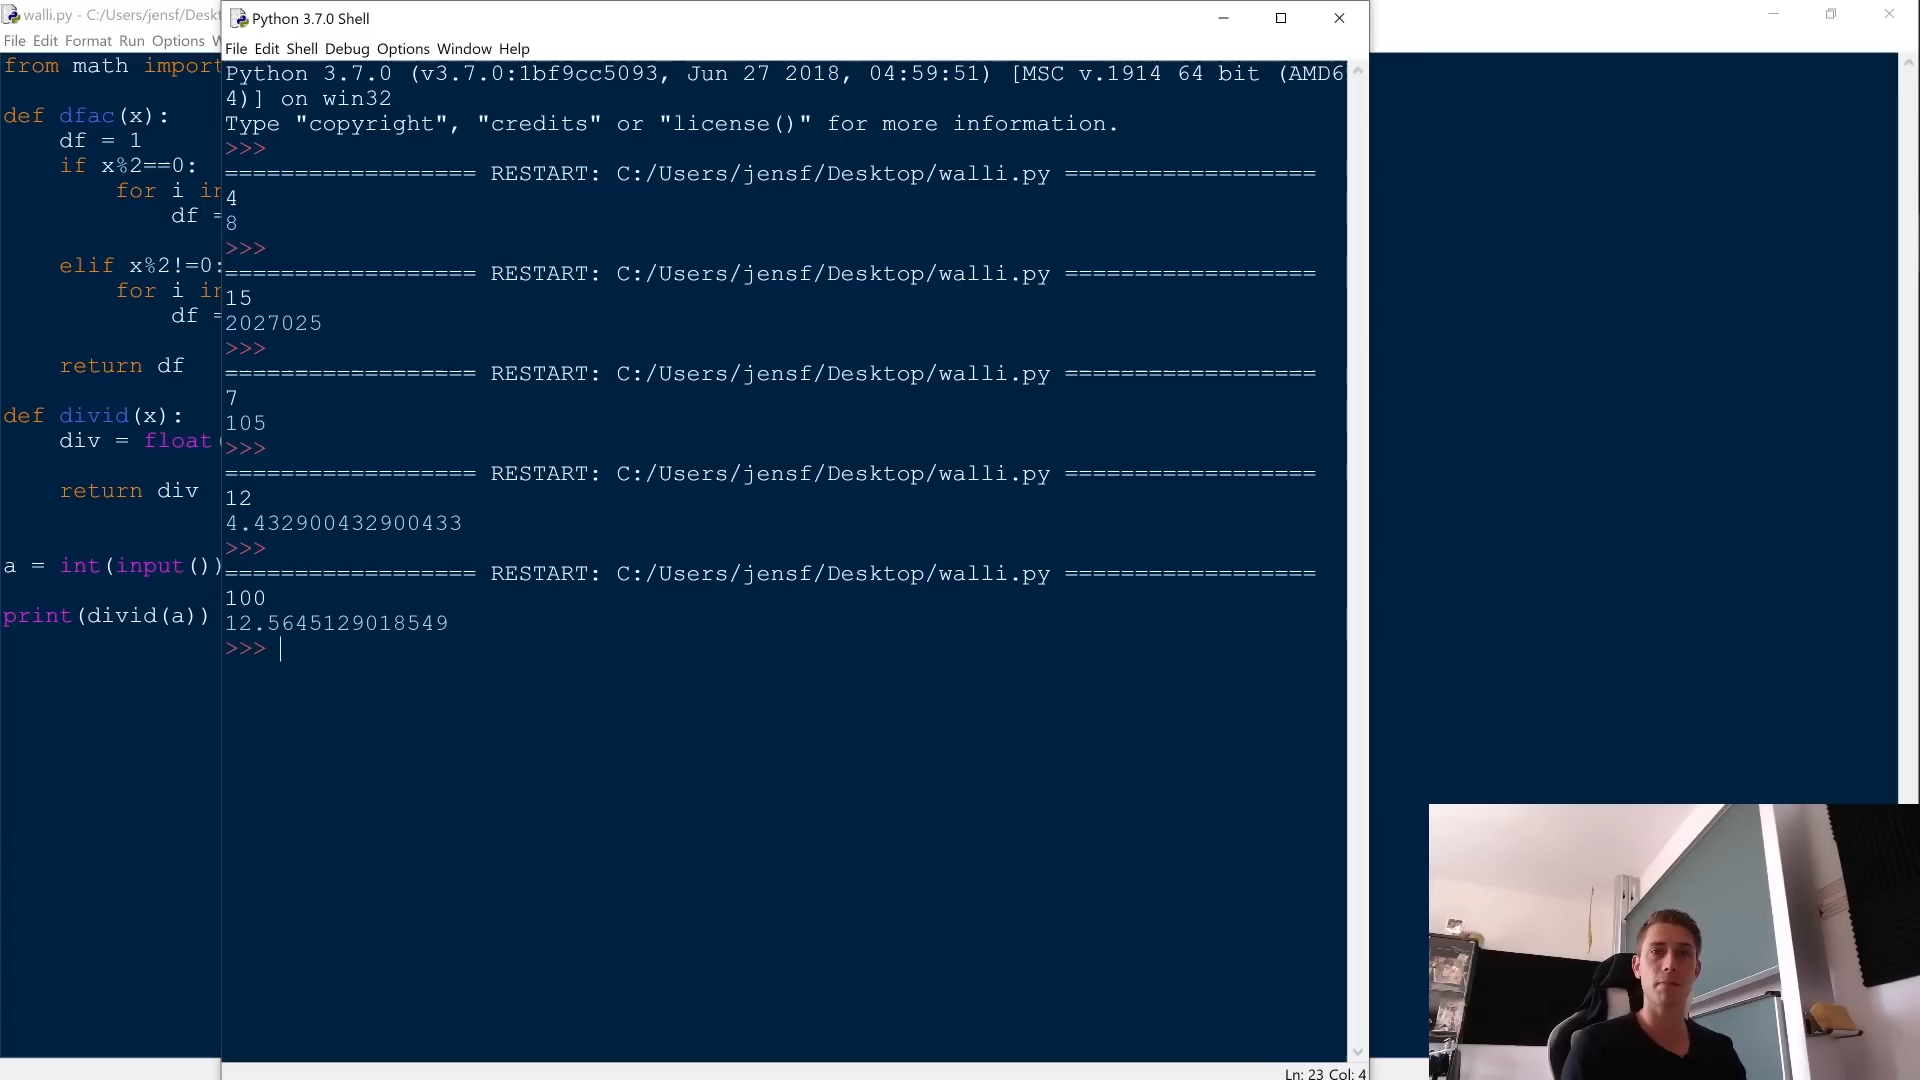 walli.py - C:/Users/jensf/Deskt
File Edit Format Run Options W
from math import
def dfac(x):
df = 1
if x%2==0:
for i in
df =
elif x%2!=0:
for i in
df =
return df
def divid(x):
div = float(
return div
a = int(input())
print(divid(a))
Python 3.7.0 Shell
File Edit Shell Debug Options Window Help
Python 3.7.0 (v3.7.0:1bf9cc5093, Jun 27 2018, 04:59:51) [MSC v.1914 64 bit (AMD6
4)] on win32
Type "copyright", "credits" or "license()" for more information.
>>>
================== RESTART: C:/Users/jensf/Desktop/walli.py ==================
4
8
>>>
================== RESTART: C:/Users/jensf/Desktop/walli.py ==================
15
2027025
>>>
================== RESTART: C:/Users/jensf/Desktop/walli.py ==================
7
105
>>>
================== RESTART: C:/Users/jensf/Desktop/walli.py ==================
12
4.432900432900433
>>>
================== RESTART: C:/Users/jensf/Desktop/walli.py ==================
100
12.5645129018549
>>>
Ln: 23 Col: 4